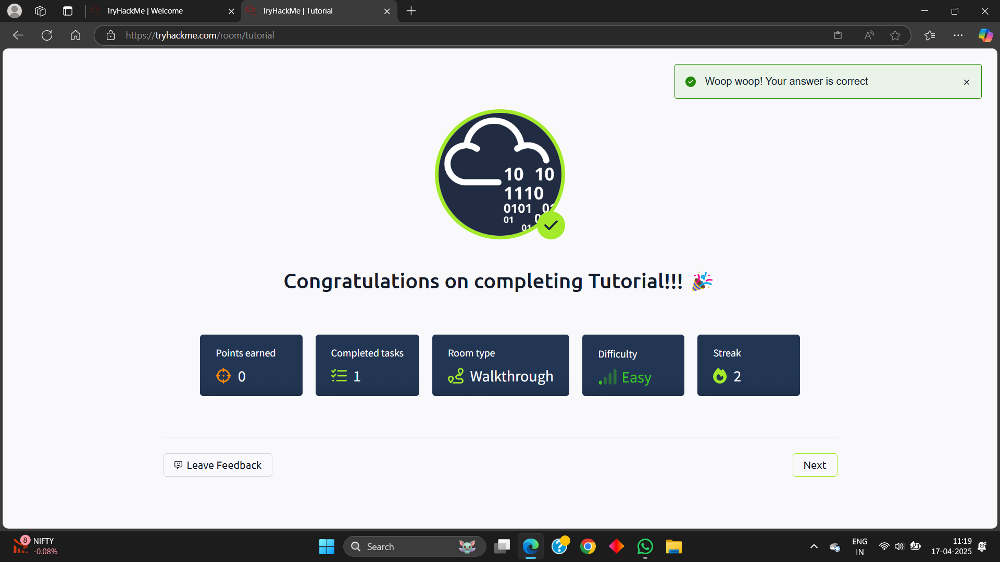 TryHackMe | Welcome
TryHackMe | Tutorial
https://tryhackme.com/room/tutorial
Woop woop! Your answer is correct
10 10
1110
0101
01
01
Congratulations on completing Tutorial!!!
Points earned
0
Completed tasks
1
Room type
Walkthrough
Difficulty
Easy
Streak
2
Leave Feedback
Next
8
NIFTY
-0.08%
Search
ENG
IN
11:19
17-04-2025